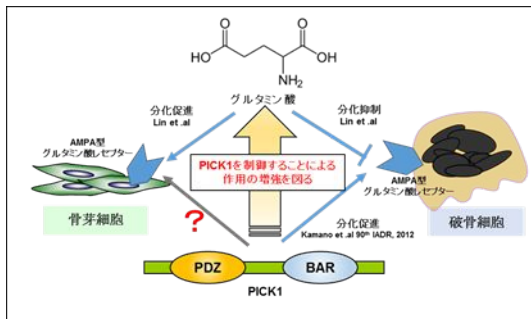 HO
O
O
OH
NH2
グルタミン酸
分化促進
Lin et .al
分化抑制
Lin et .al
AMPA型
グルタミン酸レセプター
PICK1を制御することによる
作用の増強を図る
AMPA型
グルタミン酸レセプター
骨芽細胞
?
分化促進
Kamano et .al 90th IADR, 2012
破骨細胞
PDZ
BAR
PICK1